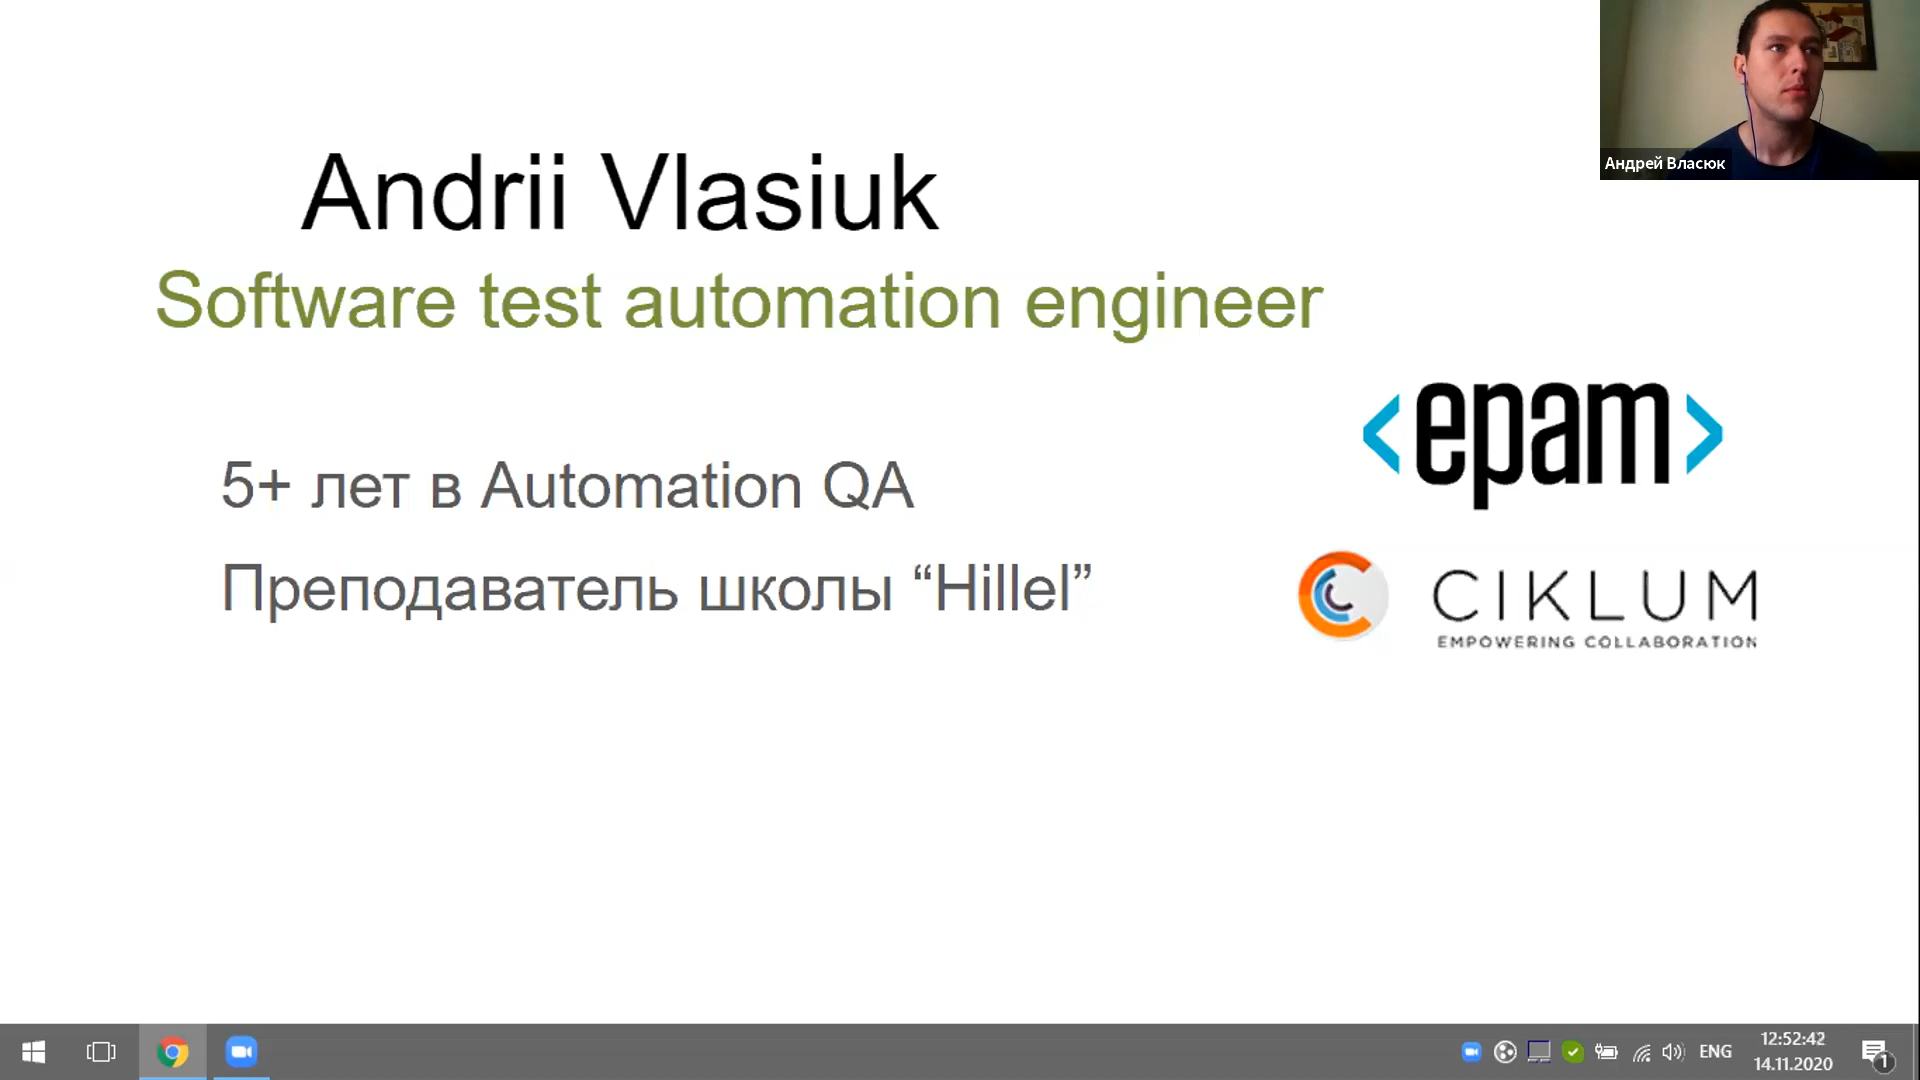 Андрей Власюк
Andrii Vlasiuk
Software test automation engineer
<epam>
5+ лет в Automation QA
Преподаватель школы “Hillel”
CIKLUM
EMPOWERING COLLABORATION
ENG
12:52:42
14.11.2020
1